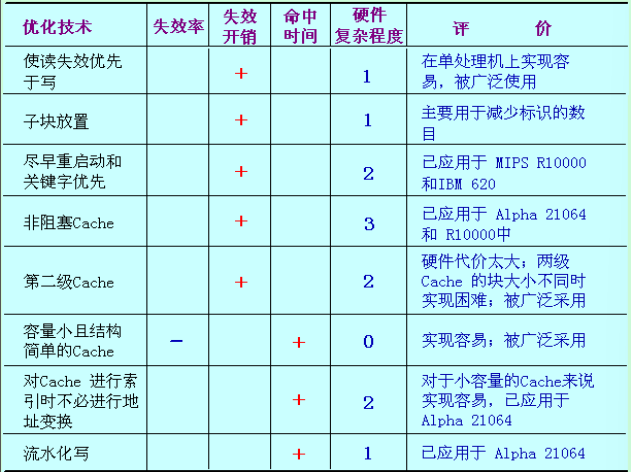 优化技术 失效率 失效开销 命中时间 硬件复杂程度 评 价
使读失效优先于写 + 1 在单处理机上实现容易，被广泛使用
子块放置 + 1 主要用于减少标识的数目
尽早重启动和关键字优先 + 2 已应用于 MIPS R10000和IBM 620
非阻塞Cache + 3 已应用于 Alpha 21064和 R10000中
第二级Cache + 2 硬件代价太大；两级Cache 的块大小不同时实现困难；被广泛采用
容量小且结构简单的Cache － + 0 实现容易；被广泛采用
对Cache 进行索引时不必进行地址变换 + 2 对于小容量的Cache来说实现容易，已应用于Alpha 21064
流水化写 + 1 已应用于 Alpha 21064